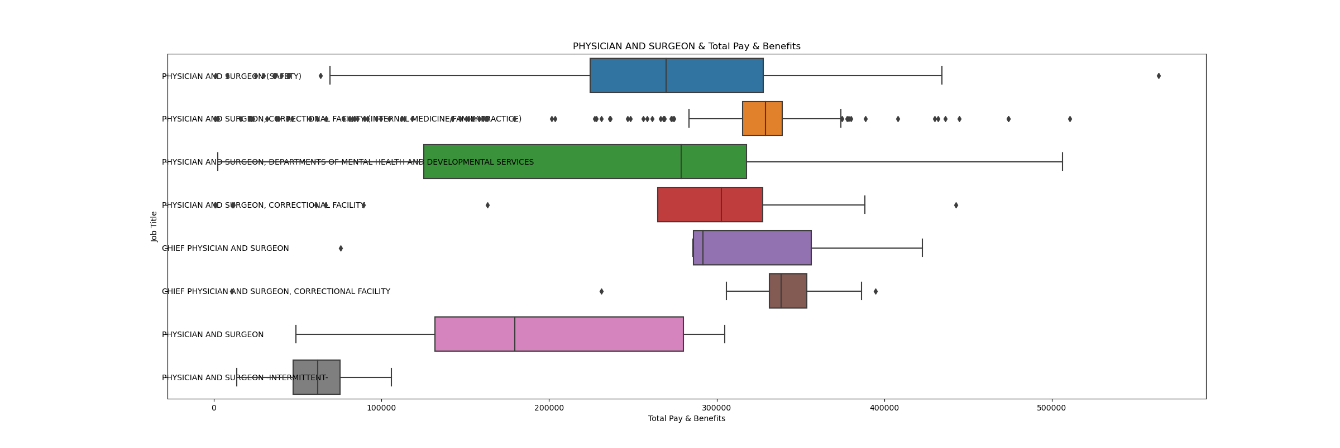 PHYSICIAN AND SURGEON & Total Pay & Benefits
PHYSICIAN AND SURGEON (SAFETY)
PHYSICIAN AND SURGEON, CORRECTIONAL FACILITY (INTERNAL MEDICINE/FAMILY PRACTICE)
PHYSICIAN AND SURGEON, DEPARTMENTS OF MENTAL HEALTH AND DEVELOPMENTAL SERVICES
PHYSICIAN AND SURGEON, CORRECTIONAL FACILITY
Job Title
CHIEF PHYSICIAN AND SURGEON
CHIEF PHYSICIAN AND SURGEON, CORRECTIONAL FACILITY
PHYSICIAN AND SURGEON
PHYSICIAN AND SURGEON -INTERMITTENT-
0 100000 200000 300000 400000 500000
Total Pay & Benefits